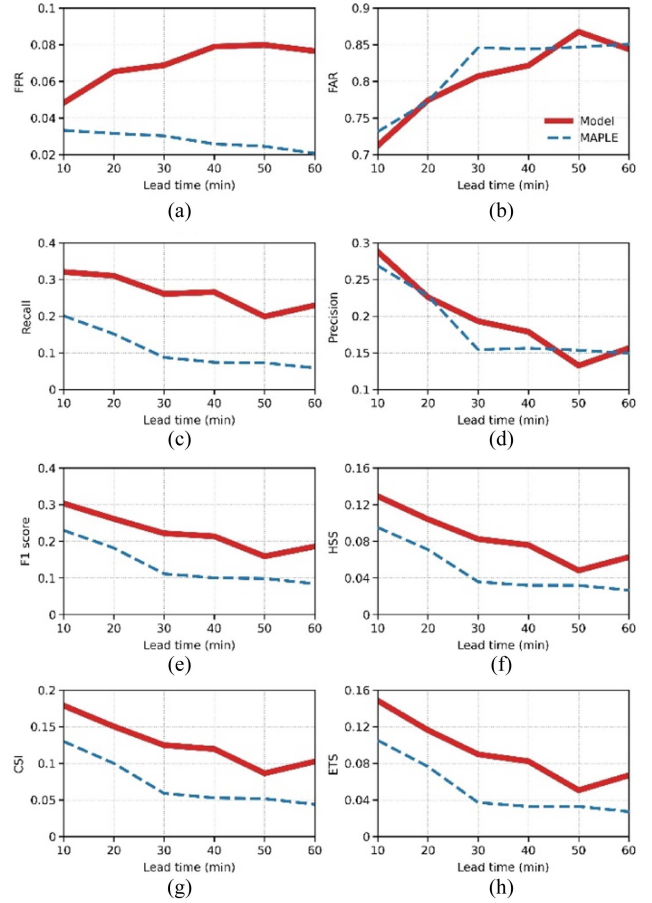 0.1
0.08
0.06
0.04
0.02
FPR
10 20 30 40 50 60
Lead time (min)
(a)
0.85
0.8
0.75
0.7
FAR
Model
MAPLE
10 20 30 40 50 60
Lead time (min)
(b)
0.4
0.3
0.2
0.1
0
Recall
10 20 30 40 50 60
Lead time (min)
(c)
0.3
0.25
0.2
0.15
0.1
Precision
10 20 30 40 50 60
Lead time (min)
(d)
0.4
0.3
0.2
0.1
0
F1 score
10 20 30 40 50 60
Lead time (min)
(e)
0.16
0.12
0.08
0.04
0
HSS
10 20 30 40 50 60
Lead time (min)
(f)
0.2
0.15
0.1
0.05
0
CSI
10 20 30 40 50 60
Lead time (min)
(g)
0.16
0.12
0.08
0.04
0
ETS
10 20 30 40 50 60
Lead time (min)
(h)